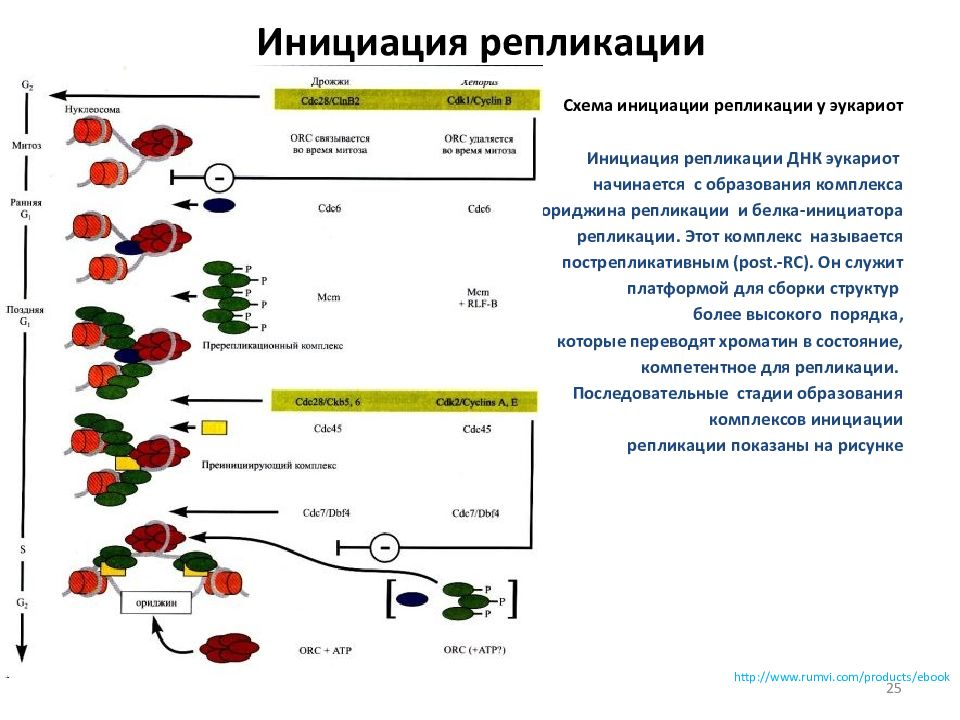 Инициация репликации
G2
Дрожжи
Xenopus
Cdc28/ClnB2
Cdk1/Cyclin B
Нуклеосома
Митоз
ORC связывается
во время митоза
ORC удаляется
во время митоза
–
Ранняя
G1
Cdc6
Cdc6
P
P
P
P
P
P
Поздняя
G1
Mcm
Mcm
+ RLF-B
Пререпликационный комплекс
Cdc28/Ckb5, 6
Cdk2/Cyclins A, E
Cdc45
Cdc45
Преинициирующий комплекс
Cdc7/Dbf4
Cdc7/Dbf4
–
S
G2
ориджин
[
P
P
P
]
ORC + ATP
ORC (+ATP?)
Схема инициации репликации у эукариот
Инициация репликации ДНК эукариот
начинается с образования комплекса
ориджина репликации и белка-инициатора
репликации. Этот комплекс называется
пострепликативным (post.-RC). Он служит
платформой для сборки структур
более высокого порядка,
которые переводят хроматин в состояние,
компетентное для репликации.
Последовательные стадии образования
комплексов инициации
репликации показаны на рисунке
http://www.rumvi.com/products/ebook
25